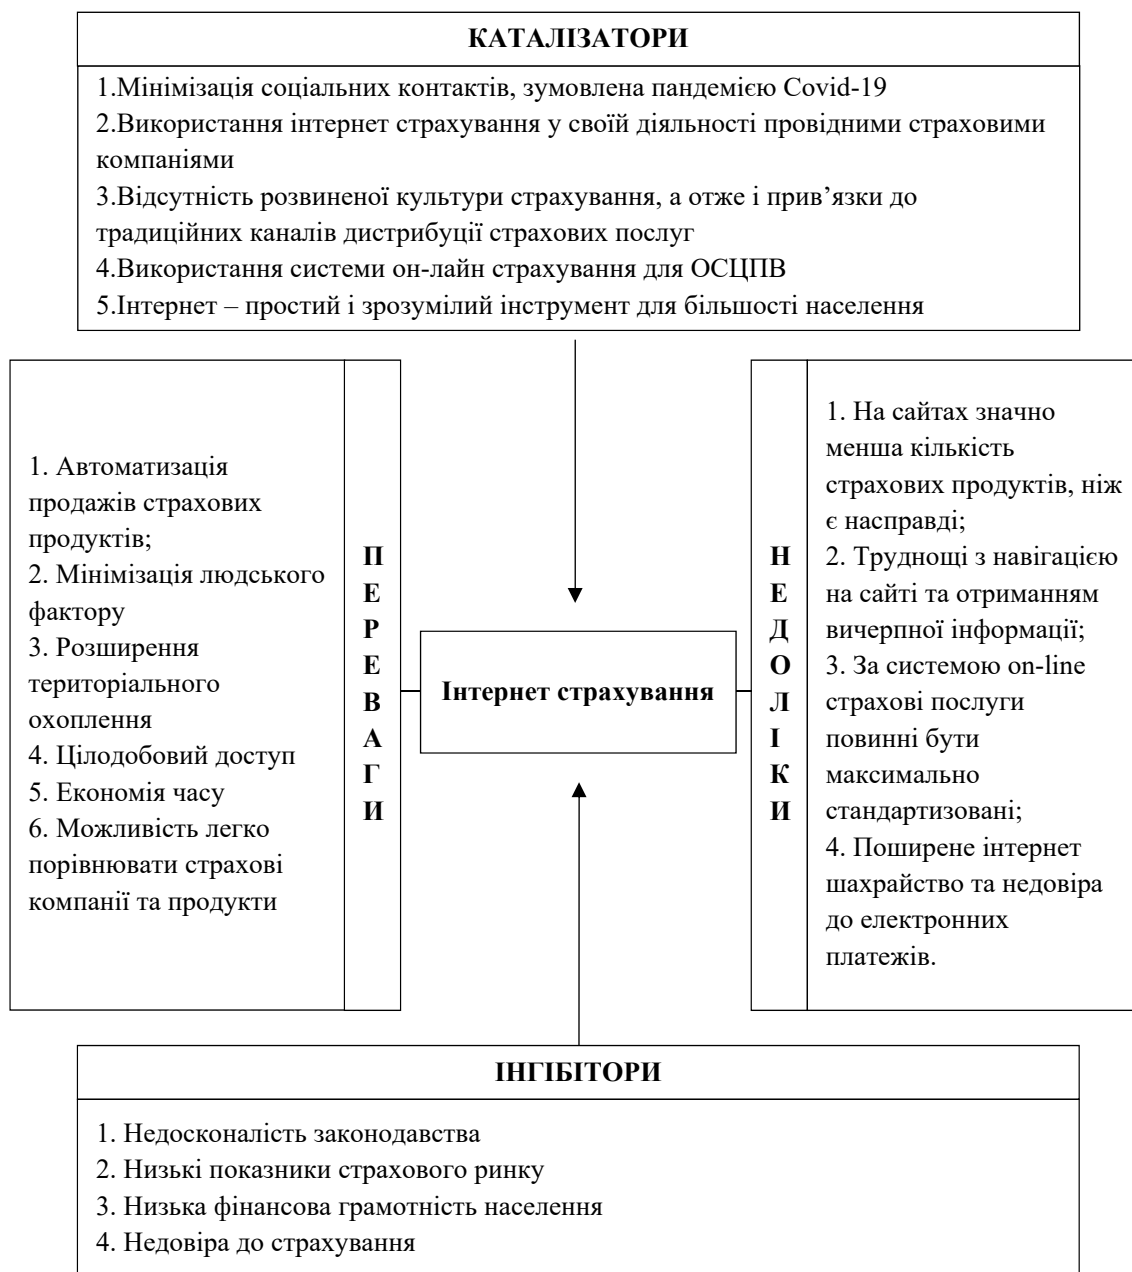 КАТАЛІЗАТОРИ
1.Мінімізація соціальних контактів, зумовлена пандемією Covid-19
2.Використання інтернет страхування у своїй діяльності провідними страховими
компаніями
3.Відсутність розвиненої культури страхування, а отже і прив’язки до
традиційних каналів дистрибуції страхових послуг
4.Використання системи он-лайн страхування для ОСЦПВ
5.Інтернет – простий і зрозумілий інструмент для більшості населення
1. Автоматизація
продажів страхових
продуктів;
2. Мінімізація людського
фактору
3. Розширення
територіального
охоплення
4. Цілодобовий доступ
5. Економія часу
6. Можливість легко
порівнювати страхові
компанії та продукти
П
Е
Р
Е
В
А
Г
И
Інтернет страхування
Н
Е
Д
О
Л
І
К
И
1. На сайтах значно
менша кількість
страхових продуктів, ніж
є насправді;
2. Труднощі з навігацією
на сайті та отриманням
вичерпної інформації;
3. За системою on-line
страхові послуги
повинні бути
максимально
стандартизовані;
4. Поширене інтернет
шахрайство та недовіра
до електронних
платежів.
ІНГІБІТОРИ
1. Недосконалість законодавства
2. Низькі показники страхового ринку
3. Низька фінансова грамотність населення
4. Недовіра до страхування